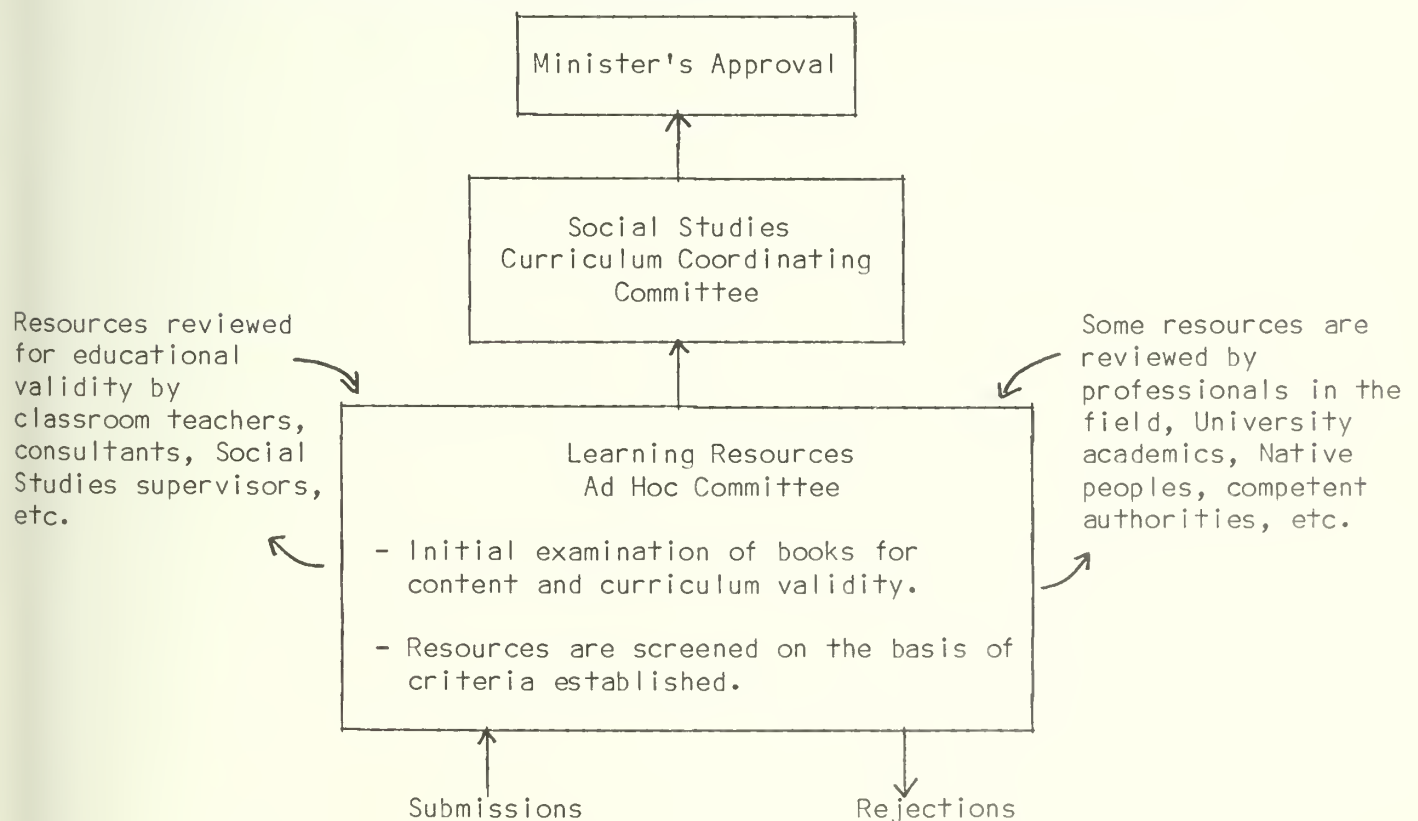 Minister's Approval
Social Studies
Curriculum Coordinating
Committee
Resources reviewed
for educational
validity by
classroom teachers,
consultants, Social
Studies supervisors,
etc.
Some resources are
reviewed by
professionals in the
field, University
academics, Native
peoples, competent
authorities, etc.
Learning Resources
Ad Hoc Committee
- Initial examination of books for
content and curriculum validity.
- Resources are screened on the basis of
criteria established.
Submissions
Rejections